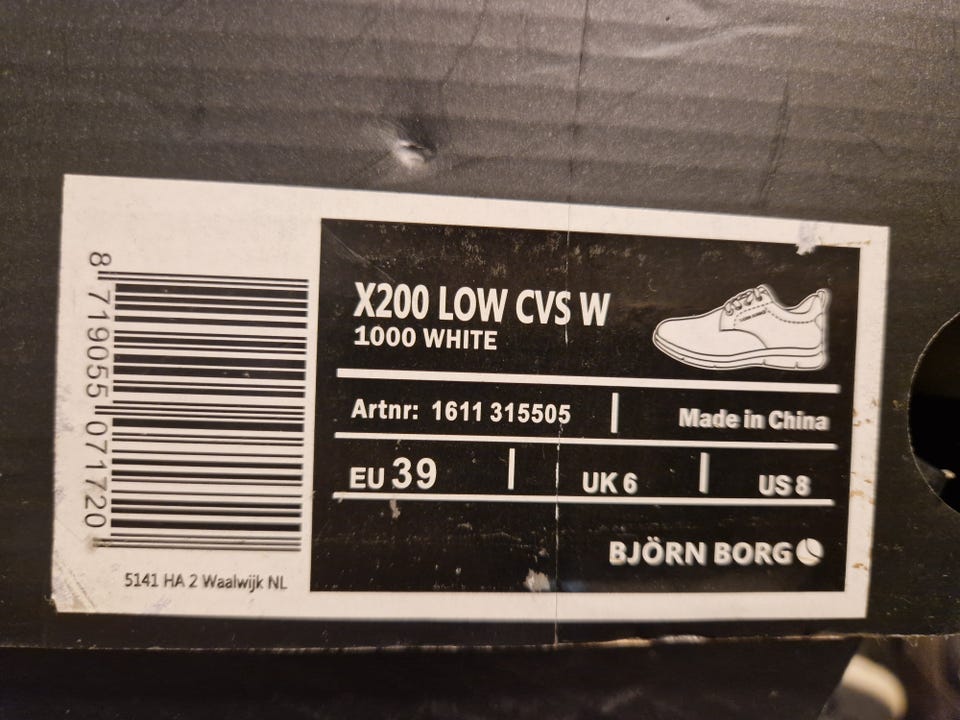 8 719055 071720
5141 HA 2 Waalwijk NL
X200 LOW CVS W
1000 WHITE
Artnr: 1611 315505 | Made in China
EU 39 | UK 6 | US 8
BJÖRN BORG